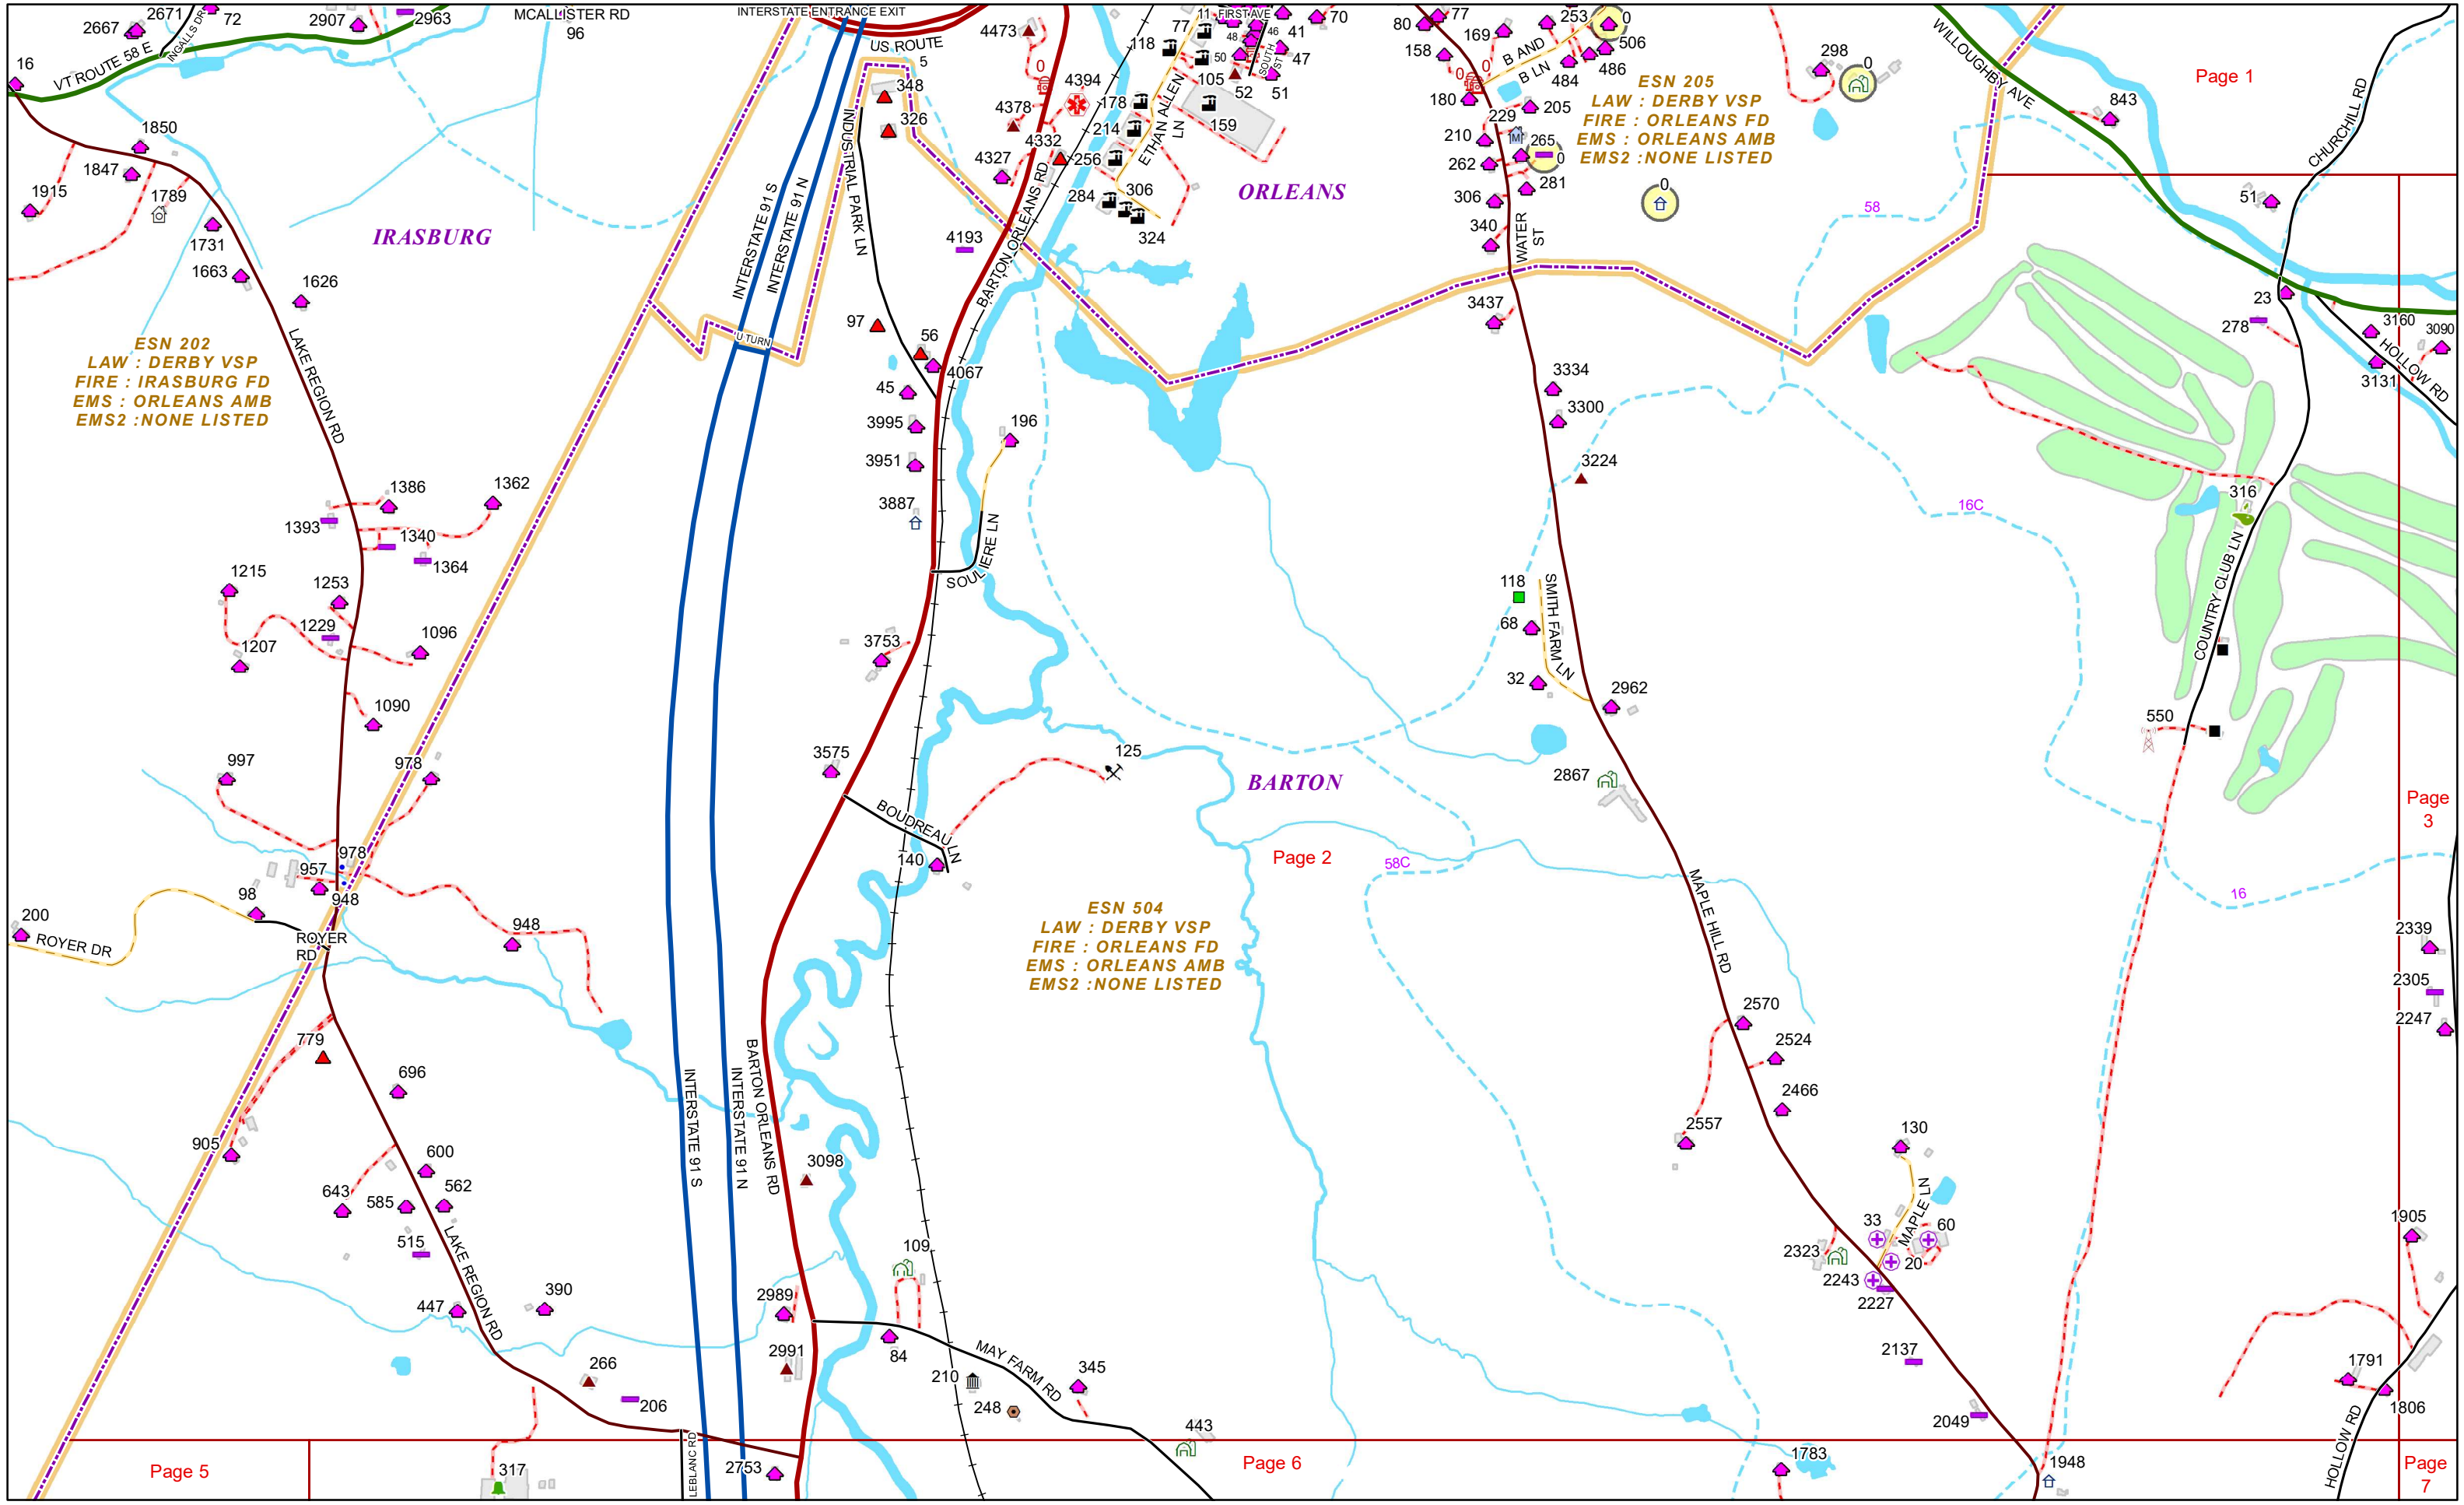 2671
2667
72
INGALLS DR
2907
2963
MCALLISTER RD
96
INTERSTATE ENTRANCE EXIT
US ROUTE
5
16
VT ROUTE 58 E
1850
1847
1915
1789
1731
1663
1626
IRASBURG
ESN 202
LAW : DERBY VSP
FIRE : IRASBURG FD
EMS : ORLEANS AMB
EMS2 :NONE LISTED
LAKE REGION RD
INTERSTATE 91 S
INTERSTATE 91 N
U TURN
INDUSTRIAL PARK LN
348
326
97
56
4067
45
3995
3951
3887
196
SOULIERE LN
4473
0
4394
4378
4332
4327
4193
BARTON ORLEANS RD
118
77
11
FIRST AVE
46
48
41
70
50
47
SOUTH ST
105
52
51
178
214
256
159
ETHAN ALLEN
LN
284
306
324
ORLEANS
80
77
158
169
253
0
506
486
484
B AND
B LN
0
0
180
229
205
210
265
0
262
281
306
340
WATER
ST
ESN 205
LAW : DERBY VSP
FIRE : ORLEANS FD
EMS : ORLEANS AMB
EMS2 :NONE LISTED
0
298
0
WILLOUGHBY AVE
Page 1
843
CHURCHILL RD
51
58
23
278
3160
3090
3131
HOLLOW RD
3437
3334
3300
3224
16C
316
COUNTRY CLUB LN
550
1386
1362
1393
1340
1364
1215
1253
1229
1207
1096
1090
997
978
978
957
948
98
200
ROYER DR
ROYER
RD
948
3753
3575
BOUDREAU LN
140
125
118
68
32
SMITH FARM LN
2962
2867
BARTON
Page 2
58C
Page
3
16
ESN 504
LAW : DERBY VSP
FIRE : ORLEANS FD
EMS : ORLEANS AMB
EMS2 :NONE LISTED
MAPLE HILL RD
2339
2305
2247
779
696
905
600
643
585
562
515
LAKE REGION RD
447
390
266
206
INTERSTATE 91 S
INTERSTATE 91 N
BARTON ORLEANS RD
3098
109
2989
2991
84
210
248
MAY FARM RD
345
443
2570
2524
2466
2557
130
MAPLE LN
33
60
20
2323
2243
2227
2137
2049
1905
1791
1806
HOLLOW RD
Page 5
317
LEBLANC RD
2753
Page 6
1783
1948
Page
7